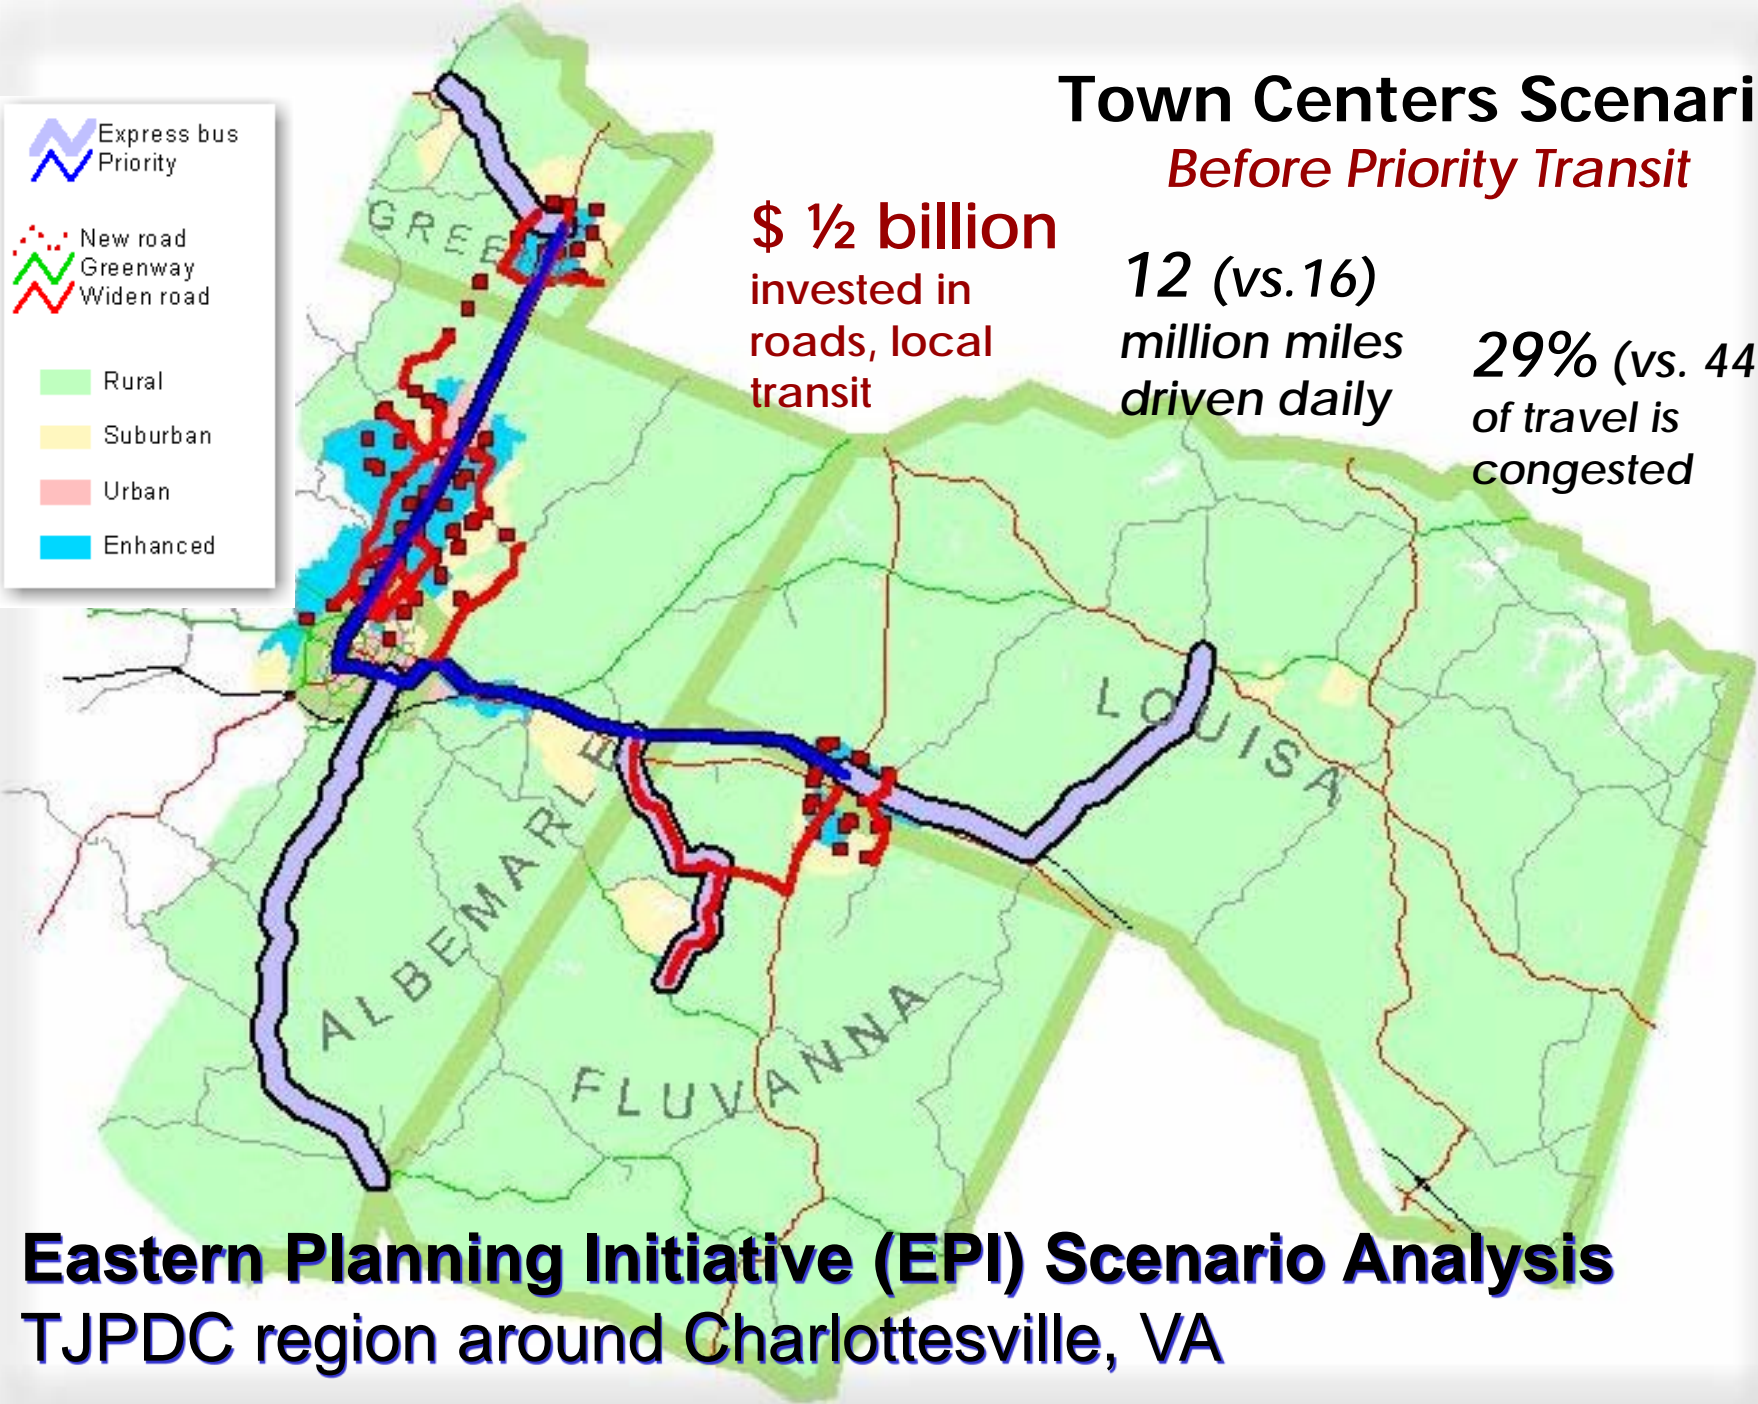 Town Centers Scenari
Before Priority Transit
Express bus
Priority
New road
Greenway
Widen road
Rural
Suburban
Urban
Enhanced
$ ½ billion
invested in
roads, local
transit
12 (vs.16)
million miles
driven daily
29% (vs. 44
of travel is
congested
GREE
LOUISA
ALBEMARLE
FLUVANNA
Eastern Planning Initiative (EPI) Scenario Analysis
TJPDC region around Charlottesville, VA